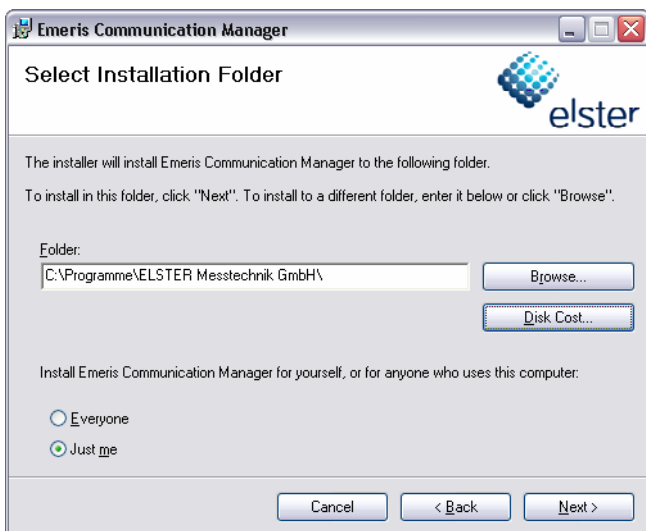 Emeris Communication Manager
Select Installation Folder
elster
The installer will install Emeris Communication Manager to the following folder.
To install in this folder, click "Next". To install to a different folder, enter it below or click "Browse".
Folder:
C:\Programme\ELSTER Messtechnik GmbH\
Browse...
Disk Cost...
Install Emeris Communication Manager for yourself, or for anyone who uses this computer:
Everyone
Just me
Cancel
< Back
Next >